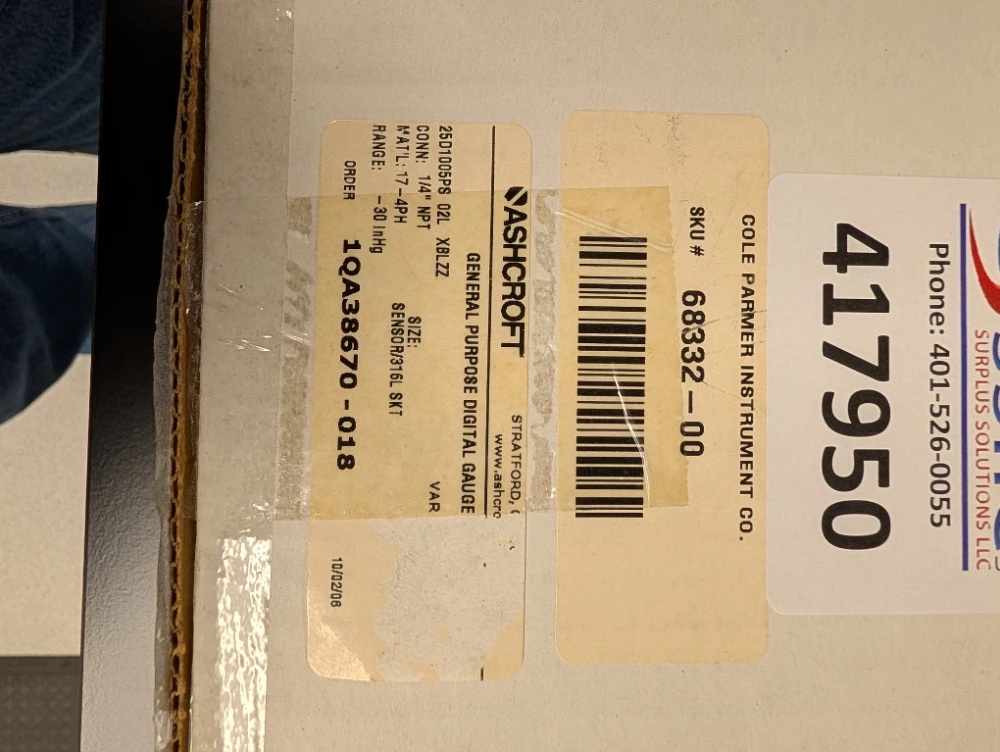 SURPLUS SOLUTIONS LLC
Phone: 401-526-0055
417950
COLE PARMER INSTRUMENT CO.
SKU # 68332-00
ASHCROFT STRATFORD,
GENERAL PURPOSE DIGITAL GAUGE
25D1005PS 02L XBLZZ VAR
CONN: 1/4" NPT SIZE:
MAT'L: 17-4PH SENSOR/316L SKT
RANGE: -30 InHg
ORDER 1QA38670-018 10/02/06